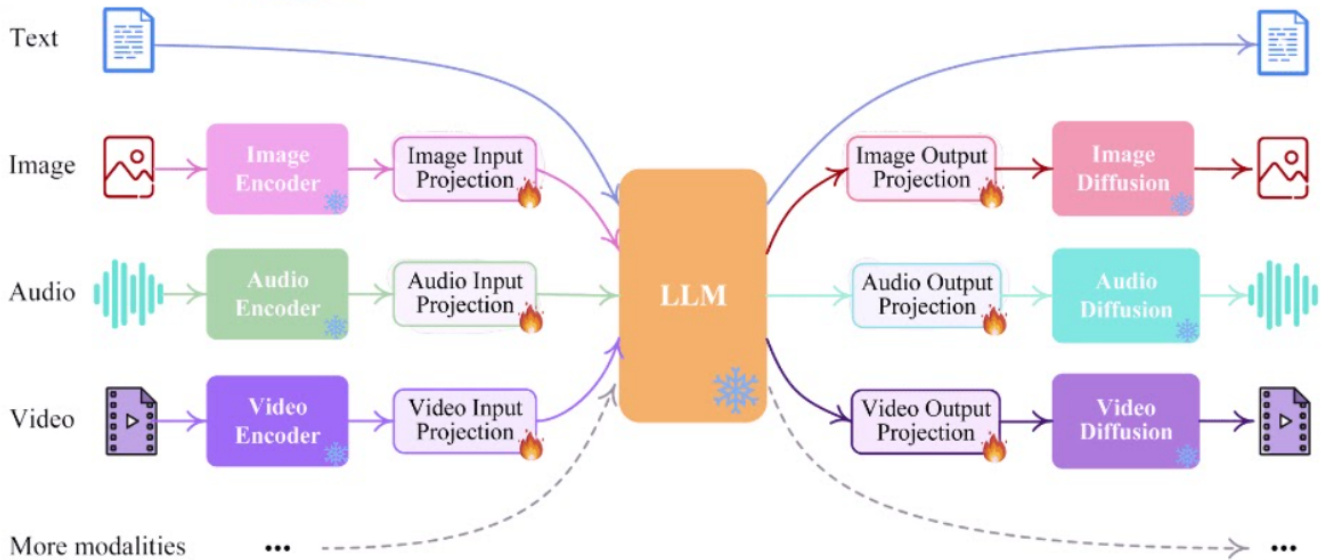 Text
Image
Image
Encoder
Image Input
Projection
Image Output
Projection
Image
Diffusion
Audio
Audio
Encoder
Audio Input
Projection
LLM
Audio Output
Projection
Audio
Diffusion
Video
Video
Encoder
Video Input
Projection
Video Output
Projection
Video
Diffusion
More modalities
...
...